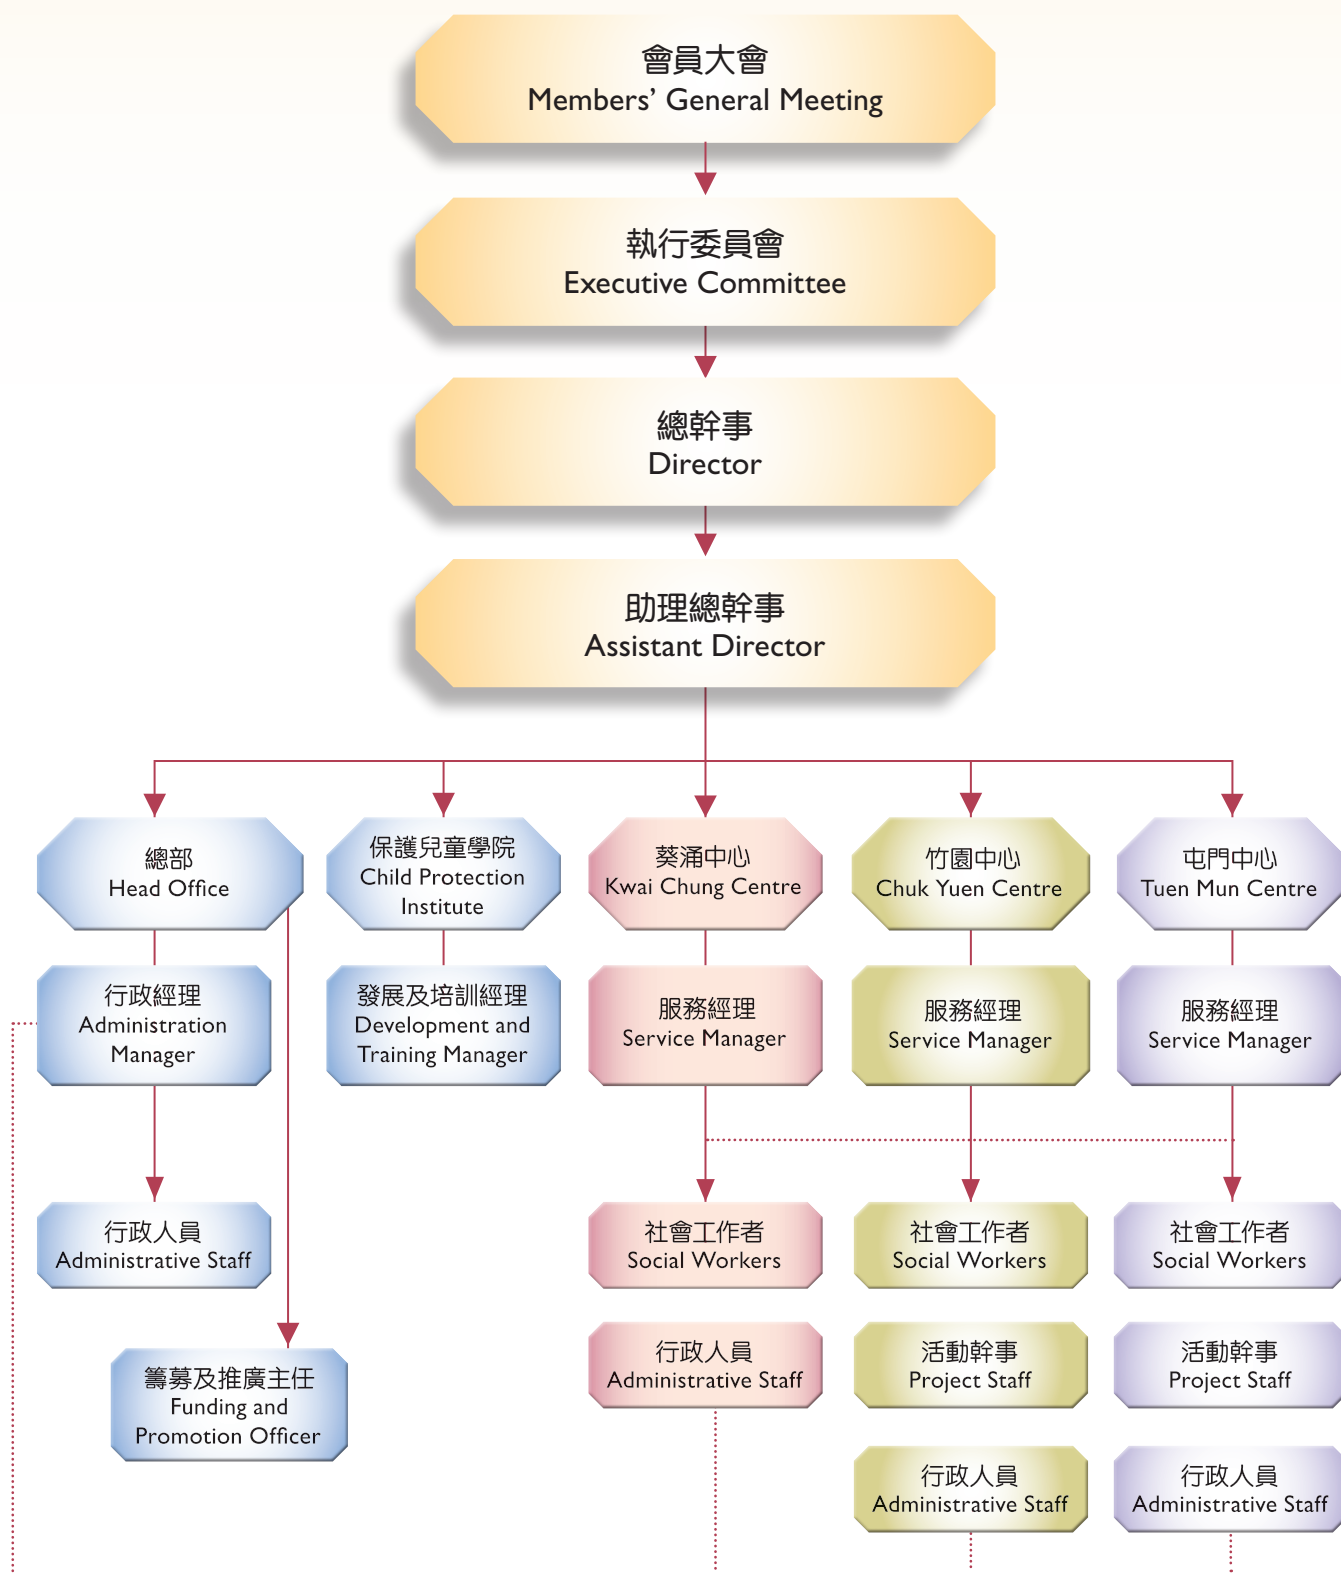 會員大會
Members’ General Meeting
執行委員會
Executive Committee
總幹事
Director
助理總幹事
Assistant Director
總部
Head Office
保護兒童學院
Child Protection
Institute
葵涌中心
Kwai Chung Centre
竹園中心
Chuk Yuen Centre
屯門中心
Tuen Mun Centre
行政經理
Administration
Manager
發展及培訓經理
Development and
Training Manager
服務經理
Service Manager
服務經理
Service Manager
服務經理
Service Manager
行政人員
Administrative Staff
社會工作者
Social Workers
社會工作者
Social Workers
社會工作者
Social Workers
籌募及推廣主任
Funding and
Promotion Officer
行政人員
Administrative Staff
活動幹事
Project Staff
活動幹事
Project Staff
行政人員
Administrative Staff
行政人員
Administrative Staff